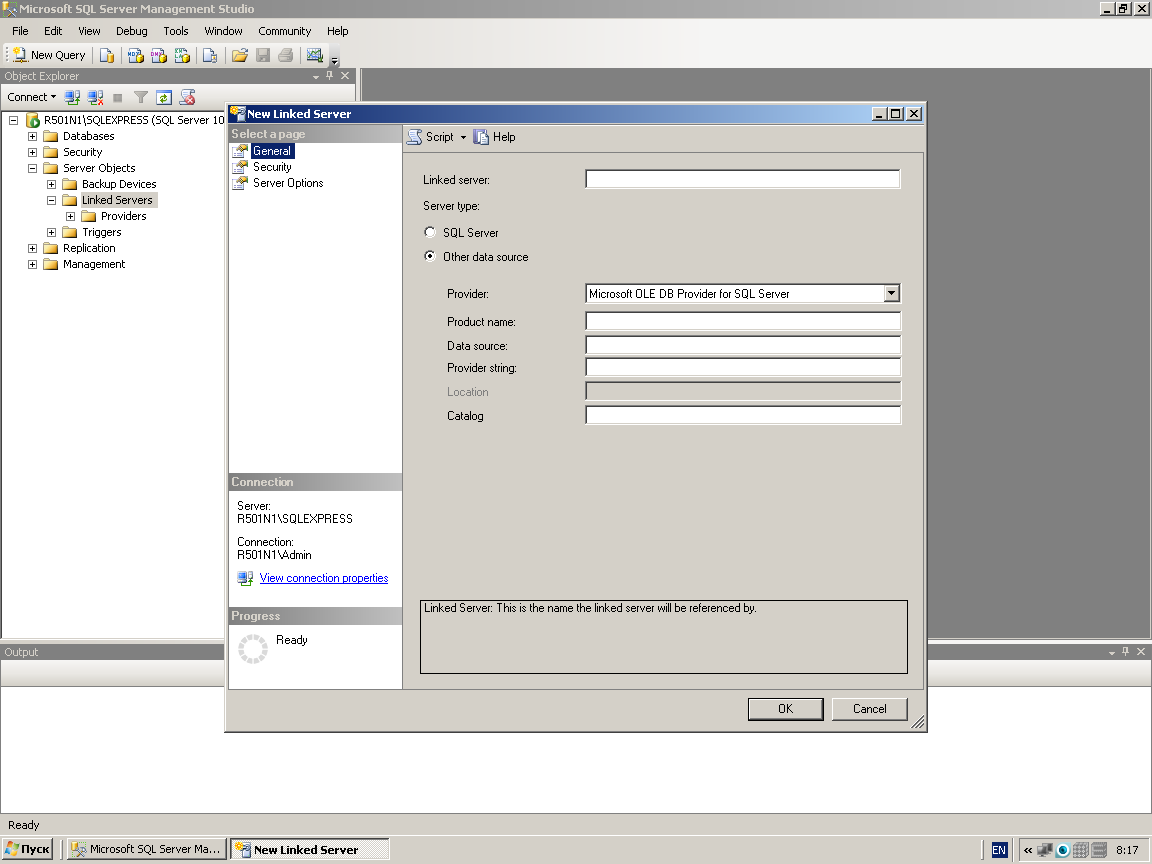 Microsoft SQL Server Management Studio
File Edit View Debug Tools Window Community Help
New Query
Object Explorer
Connect
R501N1\SQLEXPRESS (SQL Server 10
Databases
Security
Server Objects
Backup Devices
Linked Servers
Providers
Triggers
Replication
Management
New Linked Server
Select a page
General
Security
Server Options
Script Help
Linked server:
Server type:
SQL Server
Other data source
Provider: Microsoft OLE DB Provider for SQL Server
Product name:
Data source:
Provider string:
Location
Catalog
Connection
Server:
R501N1\SQLEXPRESS
Connection:
R501N1\Admin
View connection properties
Progress
Ready
Linked Server: This is the name the linked server will be referenced by.
OK Cancel
Output
Ready
Пуск Microsoft SQL Server Ma... New Linked Server EN « 8:17